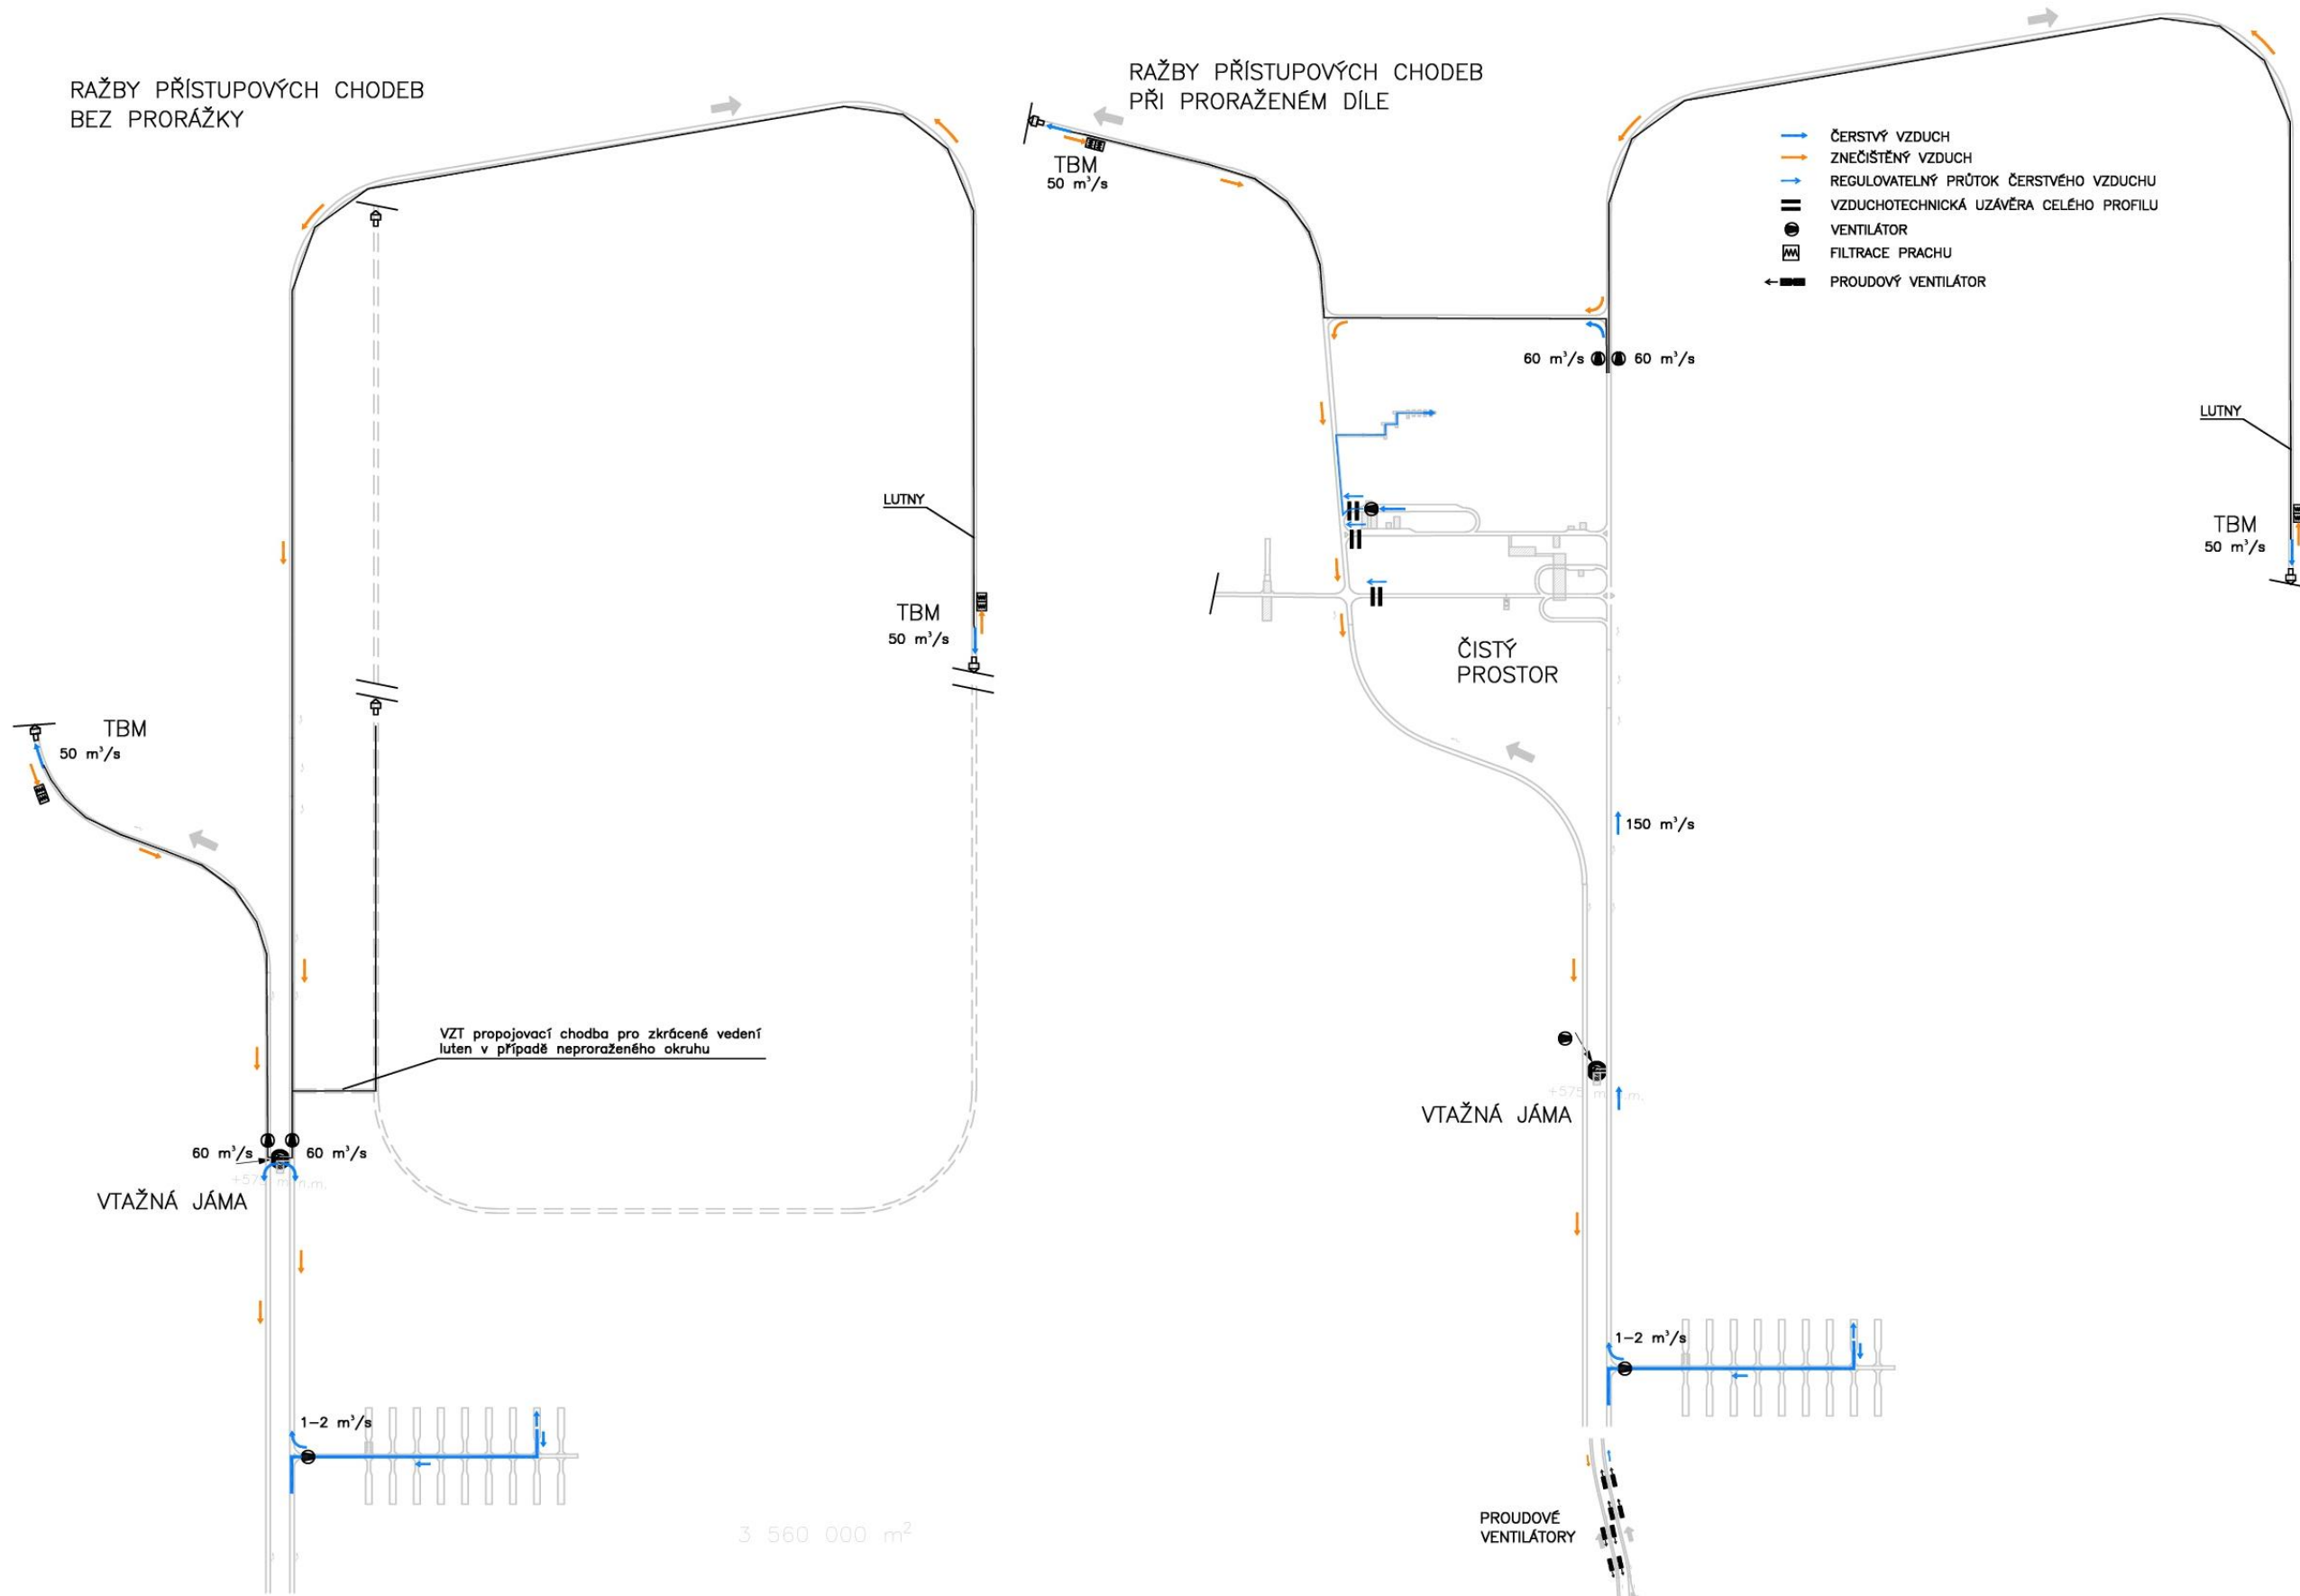 RAŽBY PŘÍSTUPOVÝCH CHODEB
BEZ PRORÁŽKY
LUTNY
TBM
50 m³/s
TBM
50 m³/s
VZT propojovací chodba pro zkrácené vedení
luten v případě neproraženého okruhu
60 m³/s
60 m³/s
VTAŽNÁ JÁMA
1-2 m³/s
3 560 000 m²
RAŽBY PŘÍSTUPOVÝCH CHODEB
PŘI PRORAŽENÉM DÍLE
TBM
50 m³/s
ČERSTVÝ VZDUCH
ZNEČIŠTĚNÝ VZDUCH
REGULOVATELNÝ PRŮTOK ČERSTVÉHO VZDUCHU
VZDUCHOTECHNICKÁ UZÁVĚRA CELÉHO PROFILU
VENTILÁTOR
FILTRACE PRACHU
PROUDOVÝ VENTILÁTOR
60 m³/s
60 m³/s
LUTNY
TBM
50 m³/s
ČISTÝ
PROSTOR
150 m³/s
VTAŽNÁ JÁMA
1-2 m³/s
PROUDOVÉ
VENTILÁTORY